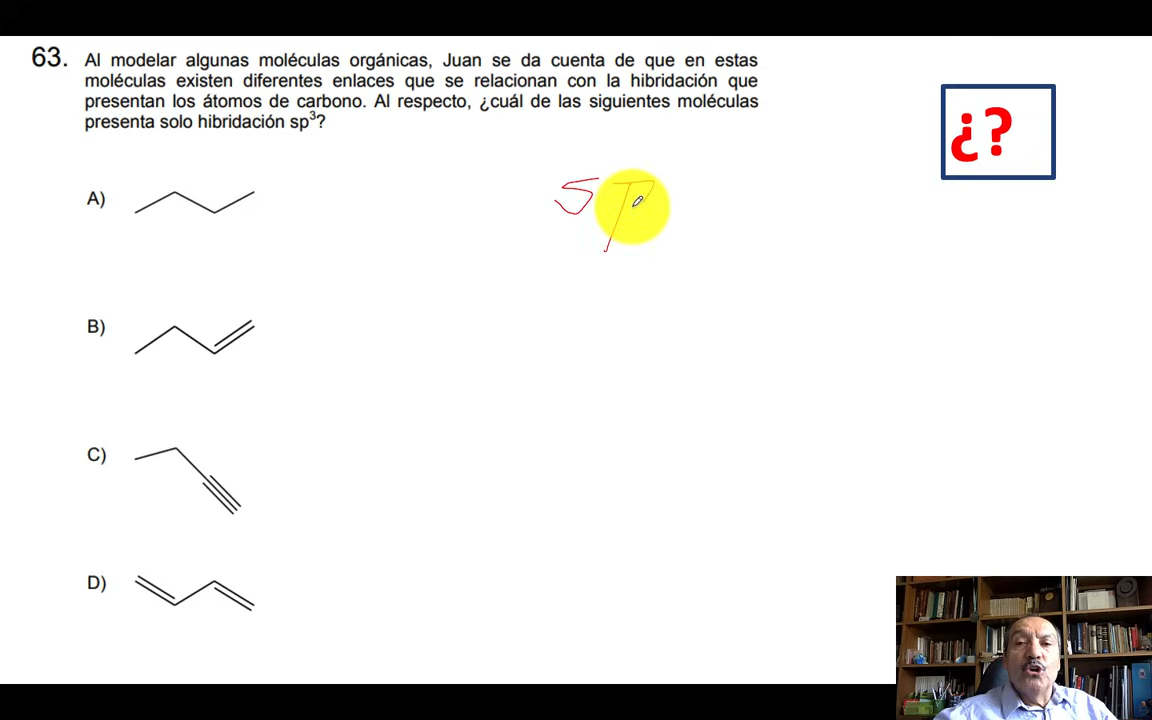 63. Al modelar algunas moléculas orgánicas, Juan se da cuenta de que en estas
moléculas existen diferentes enlaces que se relacionan con la hibridación que
presentan los átomos de carbono. Al respecto, ¿cuál de las siguientes moléculas
presenta solo hibridación sp³?
¿?
A)
SP
B)
C)
D)